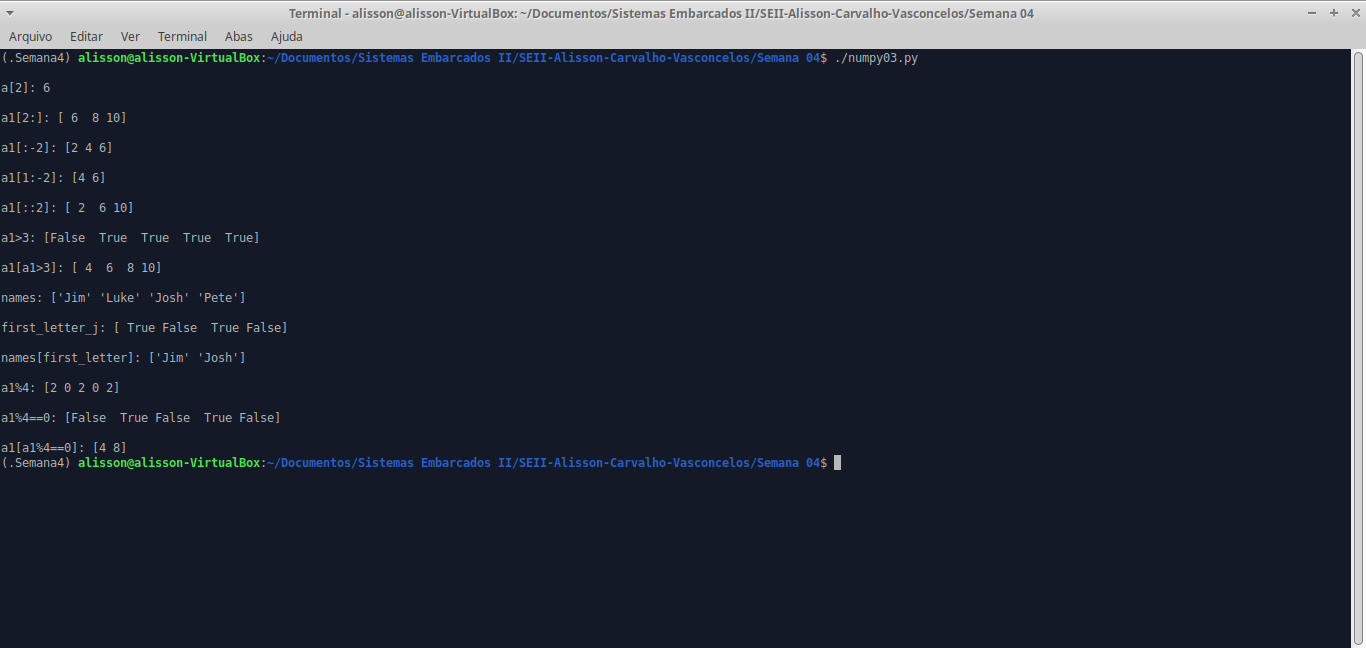 Terminal - alisson@alisson-VirtualBox: ~/Documentos/Sistemas Embarcados II/SEII-Alisson-Carvalho-Vasconcelos/Semana 04
Arquivo Editar Ver Terminal Abas Ajuda
(.Semana4) alisson@alisson-VirtualBox:~/Documentos/Sistemas Embarcados II/SEII-Alisson-Carvalho-Vasconcelos/Semana 04$ ./numpy03.py
a[2]: 6
a1[2:]: [ 6  8 10]
a1[:-2]: [2 4 6]
a1[1:-2]: [4 6]
a1[::2]: [ 2  6 10]
a1>3: [False  True  True  True  True]
a1[a1>3]: [ 4  6  8 10]
names: ['Jim' 'Luke' 'Josh' 'Pete']
first_letter_j: [ True False  True False]
names[first_letter]: ['Jim' 'Josh']
a1%4: [2 0 2 0 2]
a1%4==0: [False  True False  True False]
a1[a1%4==0]: [4 8]
(.Semana4) alisson@alisson-VirtualBox:~/Documentos/Sistemas Embarcados II/SEII-Alisson-Carvalho-Vasconcelos/Semana 04$